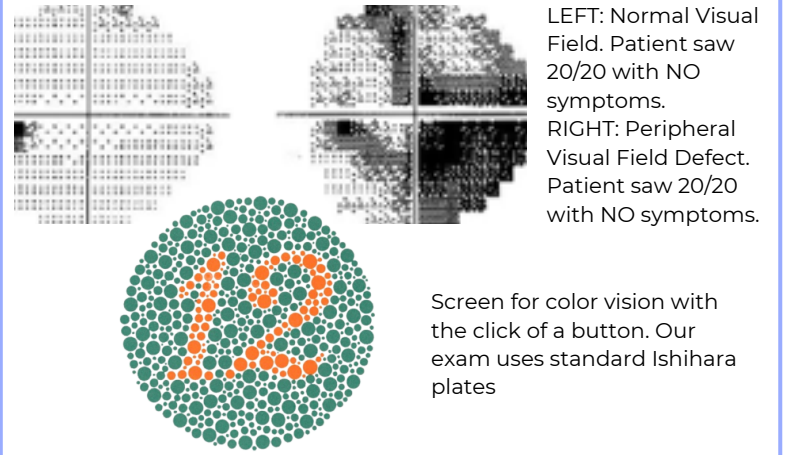 LEFT: Normal Visual
Field. Patient saw
20/20 with NO
symptoms.
RIGHT: Peripheral
Visual Field Defect.
Patient saw 20/20
with NO symptoms.
12
Screen for color vision with
the click of a button. Our
exam uses standard Ishihara
plates